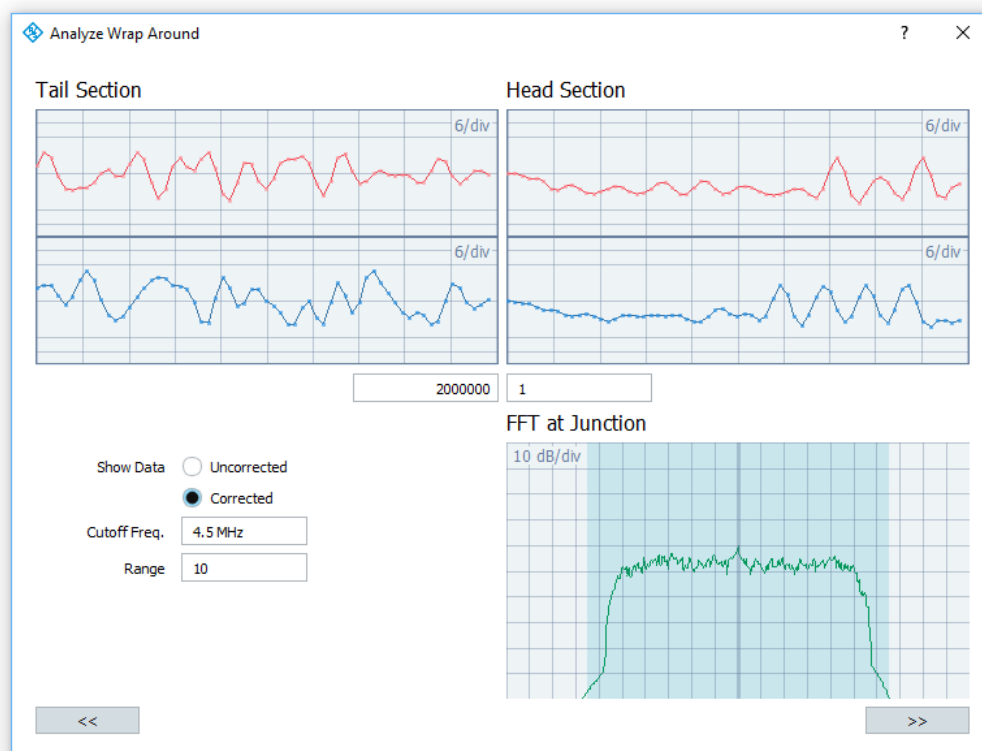 Analyze Wrap Around
?
Tail Section
Head Section
6/div
6/div
6/div
6/div
2000000
1
FFT at Junction
10 dB/div
Show Data
Uncorrected
Corrected
Cutoff Freq.
4.5 MHz
Range
10
<<
>>